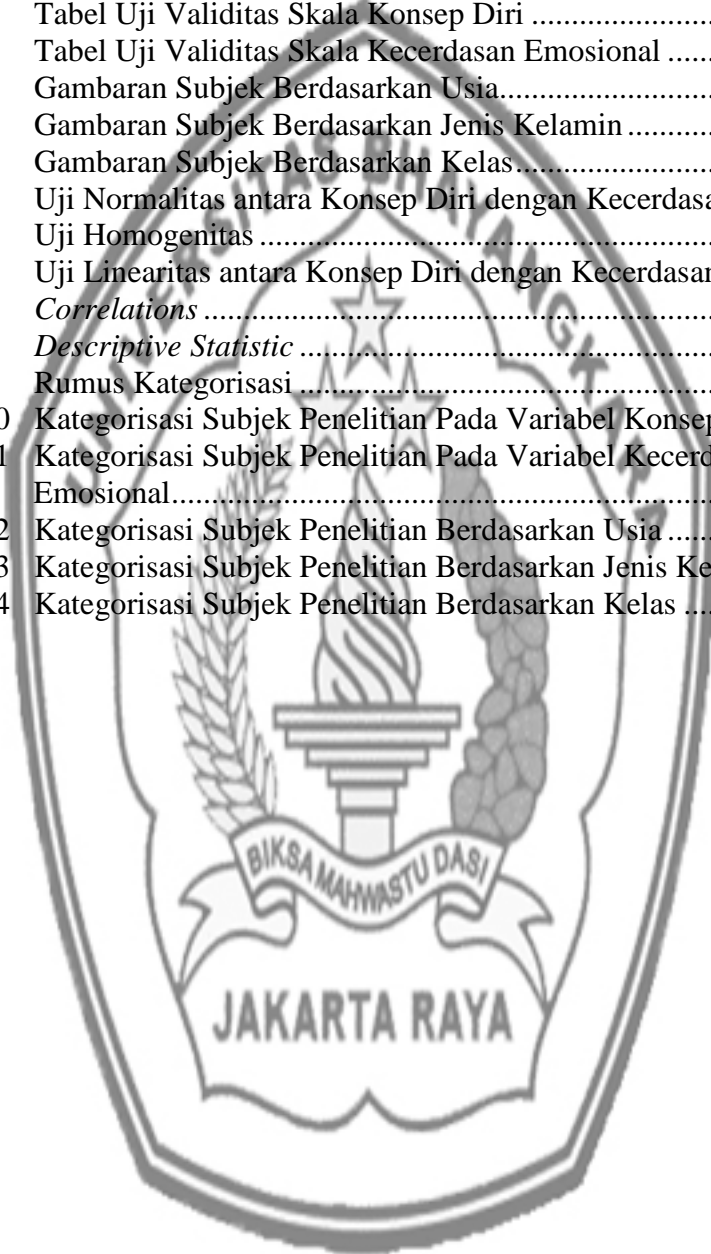 Tabel Uji Validitas Skala Konsep Diri ..................
Tabel Uji Validitas Skala Kecerdasan Emosional ......
Gambaran Subjek Berdasarkan Usia.......................
Gambaran Subjek Berdasarkan Jenis Kelamin ...........
Gambaran Subjek Berdasarkan Kelas.....................
Uji Normalitas antara Konsep Diri dengan
Uji Homogenitas ..............................................
Uji Linearitas antara Konsep Diri dengan Kecerdasan
Correlations ....................................................
Descriptive Statistic ..........................................
Rumus Kategorisasi ..........................................
0 Kategorisasi Subjek Penelitian Pada Variabel
1 Kategorisasi Subjek Penelitian Pada Variabel
Emosional.......................................................
2 Kategorisasi Subjek Penelitian Berdasarkan Usia ......
3 Kategorisasi Subjek Penelitian Berdasarkan Jenis
4 Kategorisasi Subjek Penelitian Berdasarkan Kelas ....
UNIVERSITAS BHAYANGKARA
BIKSA MAHWASTU DASI
JAKARTA RAYA